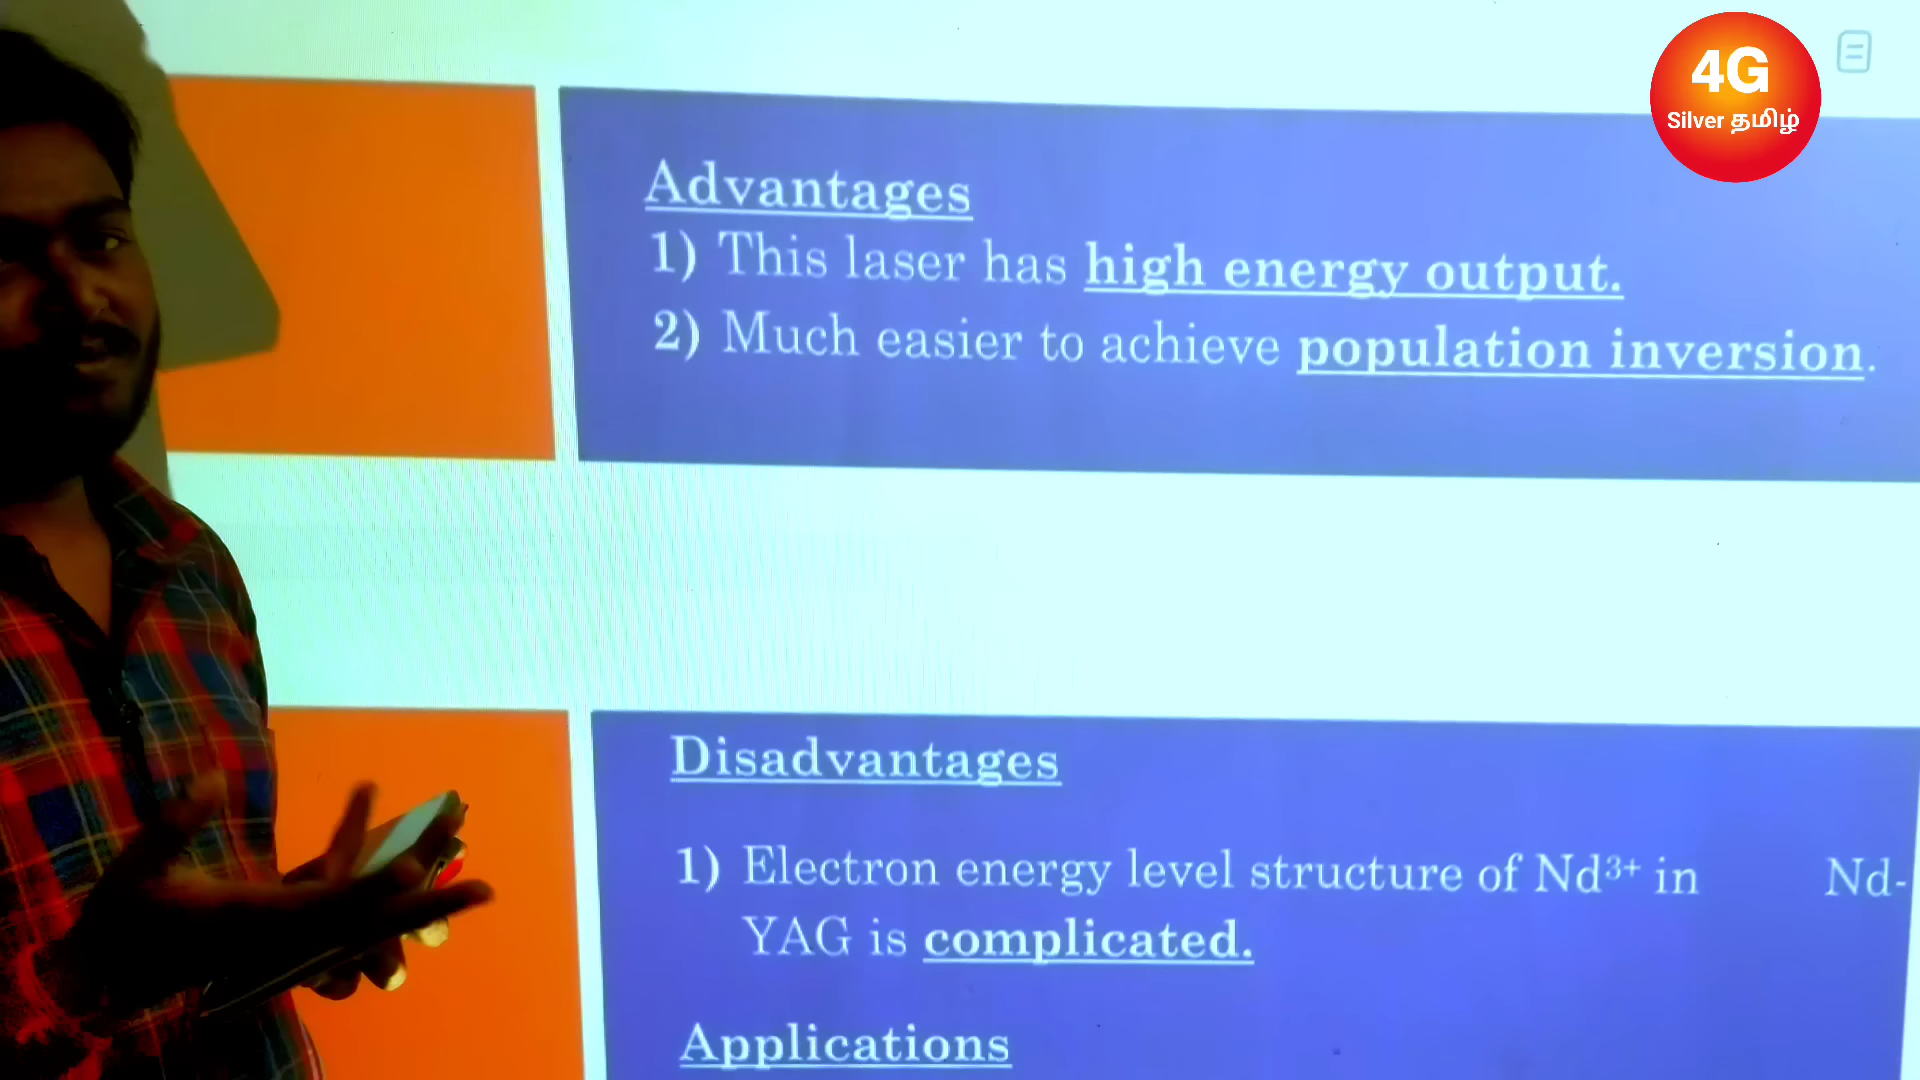 4G
Silver தமிழ்
Advantages
1) This laser has high energy output.
2) Much easier to achieve population inversion.
Disadvantages
1) Electron energy level structure of Nd³⁺ in Nd-
YAG is complicated.
Applications